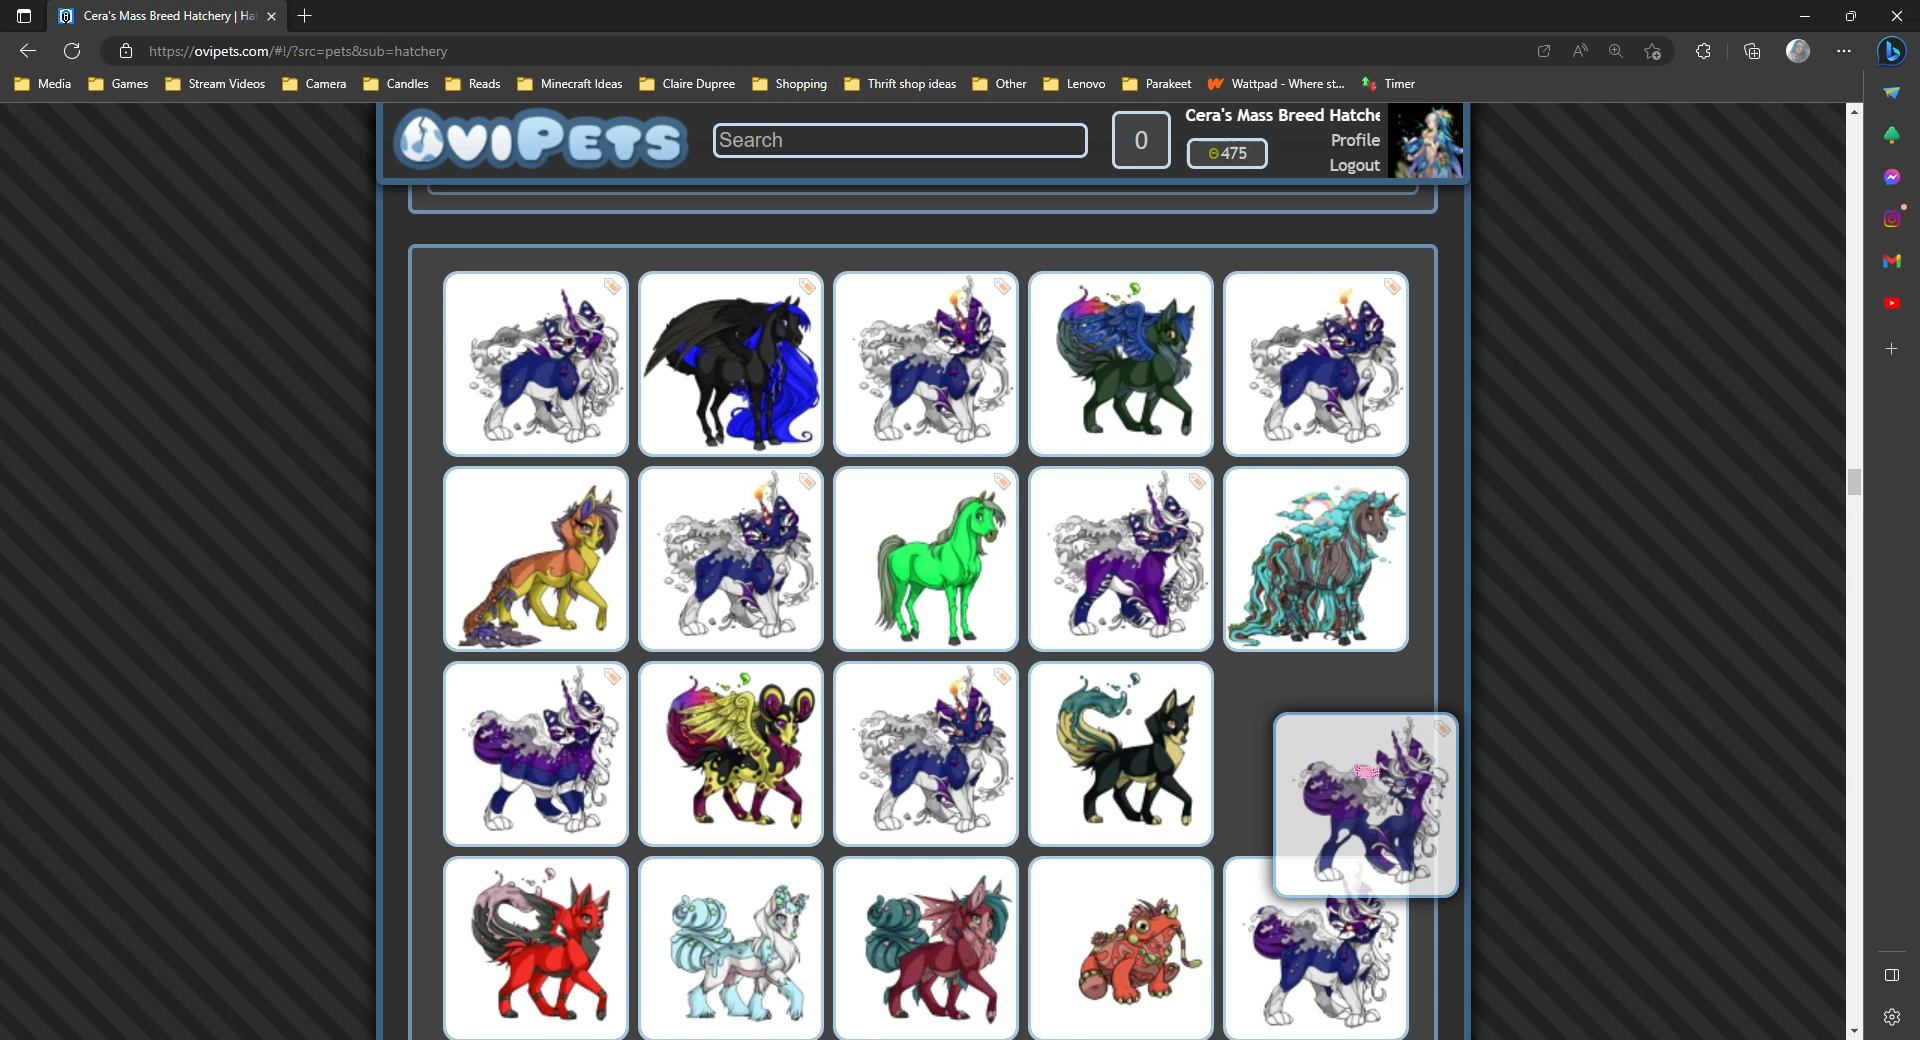 Cera's Mass Breed Hatchery | Ha
https://ovipets.com/#!/?src=pets&sub=hatchery
Media Games Stream Videos Camera Candles Reads Minecraft Ideas Claire Dupree Shopping Thrift shop ideas Other Lenovo Parakeet Wattpad - Where st... Timer
OviPets
Search
0
Cera's Mass Breed Hatche
475
Profile
Logout